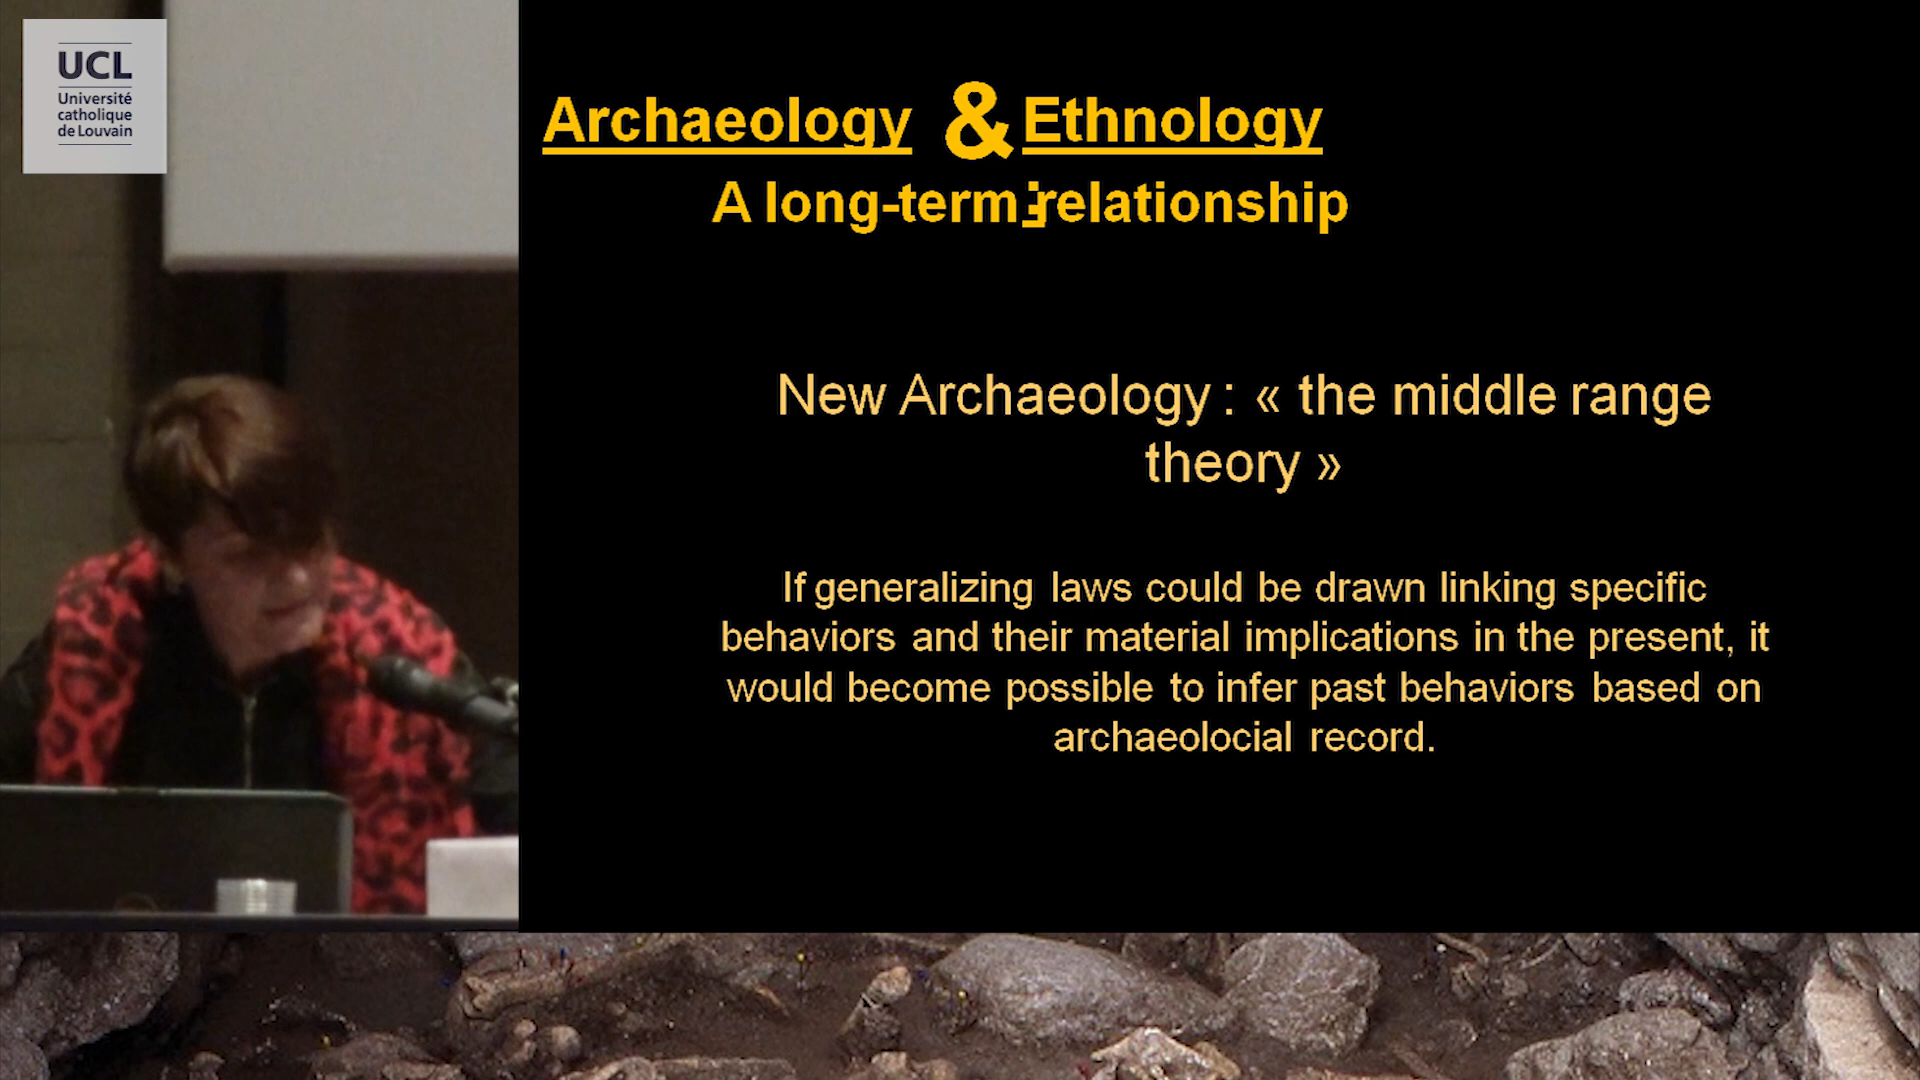 UCL
Université
catholique
de Louvain
Archaeology & Ethnology
A long-term relationship
New Archaeology : « the middle range
theory »
If generalizing laws could be drawn linking specific
behaviors and their material implications in the present, it
would become possible to infer past behaviors based on
archaeolocial record.